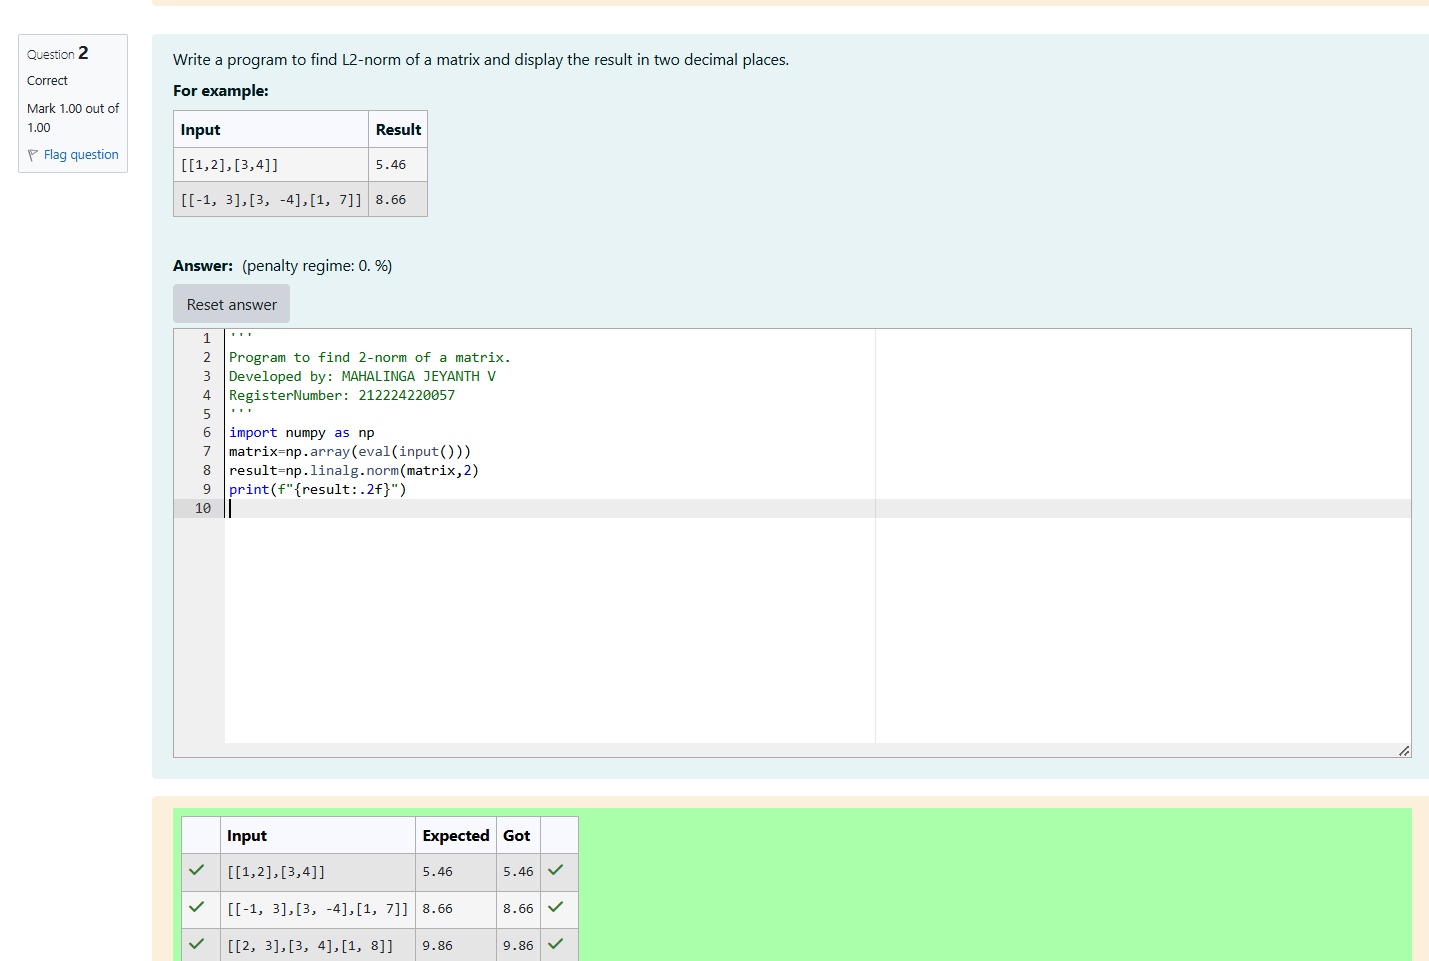 Question 2
Correct
Mark 1.00 out of
1.00
Flag question
Write a program to find L2-norm of a matrix and display the result in two decimal places.
For example:
Input Result
[[1,2],[3,4]] 5.46
[[-1, 3],[3, -4],[1, 7]] 8.66
Answer: (penalty regime: 0. %)
Reset answer
1 '''
2 Program to find 2-norm of a matrix.
3 Developed by: MAHALINGA JEYANTH V
4 RegisterNumber: 212224220057
5 '''
6 import numpy as np
7 matrix=np.array(eval(input()))
8 result=np.linalg.norm(matrix,2)
9 print(f"{result:.2f}")
10
Input Expected Got
[[1,2],[3,4]] 5.46 5.46
[[-1, 3],[3, -4],[1, 7]] 8.66 8.66
[[2, 3],[3, 4],[1, 8]] 9.86 9.86